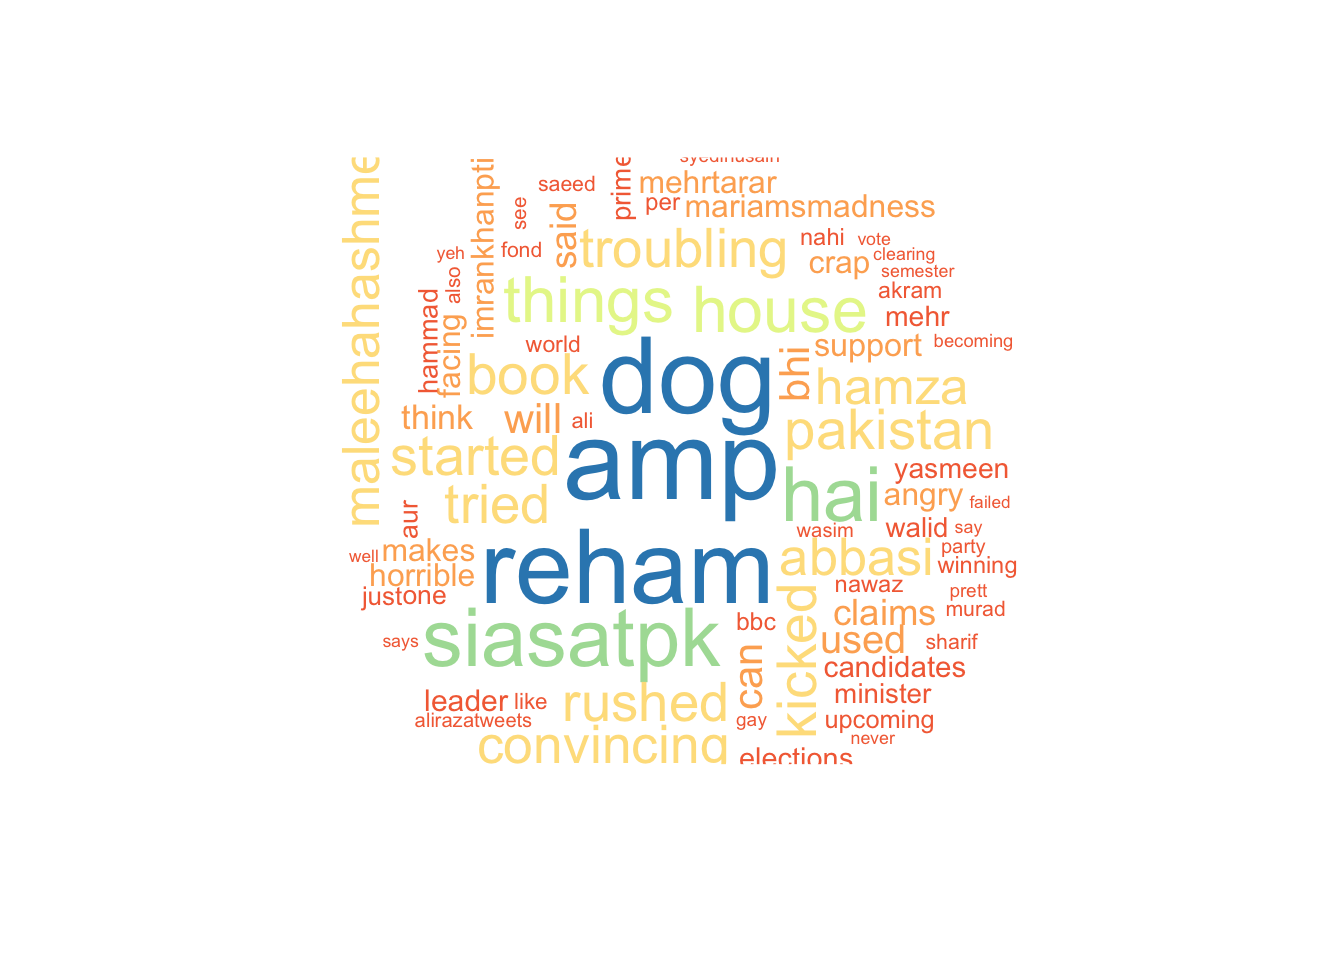 syedihusain
maleehahashme
imrankhanpti
prime
saeed
mehrtarar
see
said
per
mariamsmadness
yeh
fond
troubling
nahi
vote
clearing
crap
semester
also
hammad
facing
things
house
akram
mehr
world
dog
bhi
support
becoming
book
hamza
think
will
ali
pakistan
started
amp
hai
yasmeen
angry
failed
tried
aur
wasim
walid
say
well
makes
horrible
reham
abbasi
party
winning
justone
nawaz
prett
murad
kicked
claims
says
siasatpk
bbc
used
sharif
can
candidates
leader
like
rushed
minister
alirazatweets
gay
upcoming
never
convincing
elections